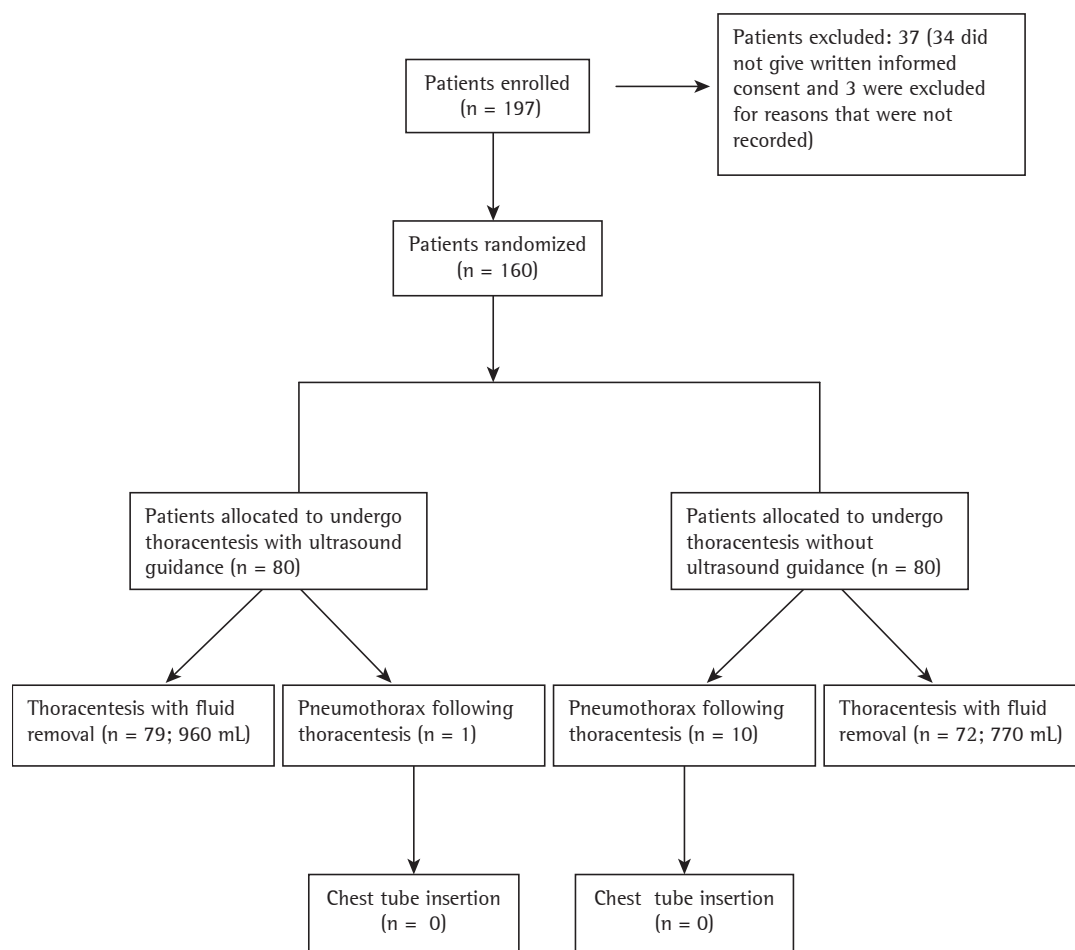 Patients enrolled
(n = 197)
Patients excluded: 37 (34 did
not give written informed
consent and 3 were excluded
for reasons that were not
recorded)
Patients randomized
(n = 160)
Patients allocated to undergo
thoracentesis with ultrasound
guidance (n = 80)
Patients allocated to undergo
thoracentesis without
ultrasound guidance (n = 80)
Thoracentesis with fluid
removal (n = 79; 960 mL)
Pneumothorax following
thoracentesis (n = 1)
Pneumothorax following
thoracentesis (n = 10)
Thoracentesis with fluid
removal (n = 72; 770 mL)
Chest tube insertion
(n = 0)
Chest tube insertion
(n = 0)